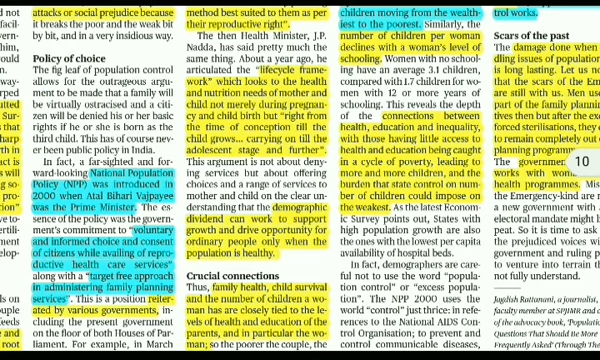 attacks or social prejudice because
it breaks the poor and the weak bit
by bit, and in a very insidious way.
Policy of choice
The fig leaf of population control
allows for the outrageous argu-
ment to be made that a family will
be virtually ostracised and a citi-
zen will be denied his or her basic
rights if he or she is born as the
third child. This has of course nev-
er been public policy in India.
In fact, a far-sighted and for-
ward-looking National Population
Policy (NPP) was introduced in
2000 when Atal Bihari Vajpayee
was the Prime Minister. The es-
sence of the policy was the govern-
ment's commitment to "voluntary
and informed choice and consent
of citizens while availing of repro-
ductive health care services"
along with a "target free approach
in administering family planning
services". This is a position reiter-
ated by various governments, in-
cluding the present government
on the floor of both Houses of Par-
liament. For example, in March
method best suited to them as per
their reproductive right".
The then Health Minister, J.P.
Nadda, has said pretty much the
same. About a year ago, he
articulated the "lifecycle frame-
work" which looks to the health
and nutrition needs of mother and
child not merely during pregnan-
cy and child birth but "right from
the time of conception till the
child grows... carrying on till the
adolescent stage and further".
This argument is not about deny-
ing services but about offering
choices and a range of services to
mother and child on the clear un-
derstanding that the demographic
dividend can work to support
growth and drive opportunity for
ordinary people only when the
population is healthy.
Crucial connections
Thus, family health, child survival
and the number of children a wo-
man has are closely tied to the le-
vels of health and education of the
parents, and in particular the wo-
man; so the poorer the couple, the
children moving from the wealth-
iest to the poorest. Similarly, the
number of children per woman
declines with a woman's level of
schooling. Women with no school-
ing have an average 3.1 children,
compared with 1.7 children for wo-
men with 12 or more years of
schooling. This reveals the depth
of the connections between
health, education and inequality,
with those having little access to
health and education being caught
in a cycle of poverty, leading to
more and more children, and the
burden that state control on num-
ber of children could impose on
the weakest. As the latest Econom-
ic Survey points out, States with
high population growth are also
the ones with the lowest per capita
availability of hospital beds.
In fact, demographers are care-
ful not to use the word "popula-
tion control" or "excess popula-
tion". The NPP 2000 uses the
world "control" just thrice: in refe-
rences to the National AIDS Con-
trol Organisation; to prevent and
control communicable diseases,
trol works.
Scars of the past
The damage done when
dling issues of population
is long lasting. Let us no
that the scars of the Em
are still with us. Men use
part of the family planning
tives then but after the exc
forced sterilisations, they
to remain completely out
planning programm
The governmen
works with wom
health programmes. Mis
the Emergency-kind are
a new government with
electoral mandate might
peat. So it is time to ask
the prejudiced voices wi
government and ruling p
to venture into terrain th
not fully understand.
Jagdish Rattanani, a journalist,
faculty member at SPJIMR and c
of the advocacy book, 'Populatio
Questions That Should Be More
Frequently Asked' (Through The
10